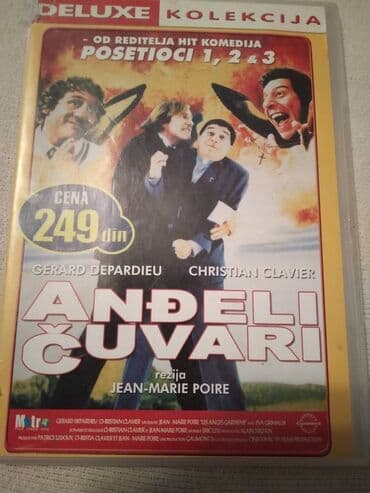 DELUXE KOLEKCIJA
- OD REDITELJA HIT KOMEDIJA
POSETIOCI 1, 2 & 3
CENA
249 din
GERARD DEPARDIEU CHRISTIAN CLAVIER
ANĐELI
ČUVARI
režija
JEAN-MARIE POIRE